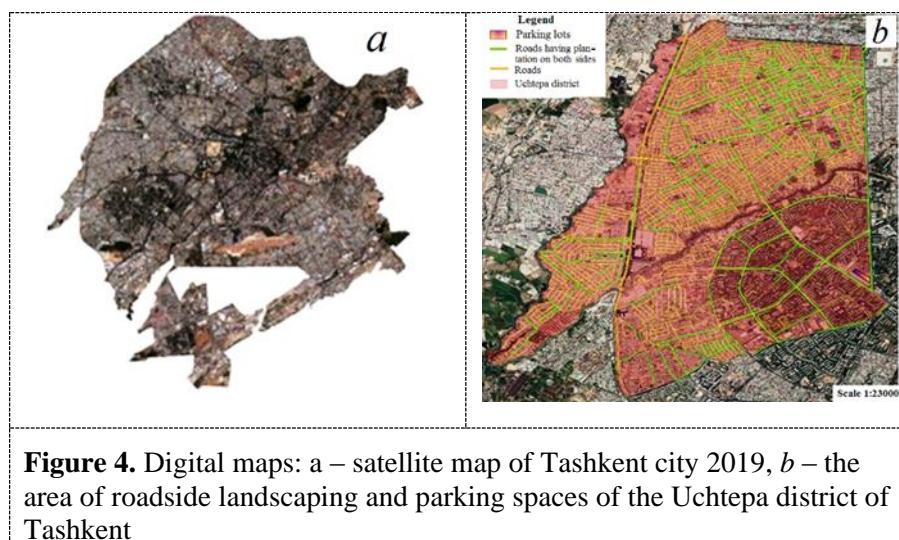 a
Legend
Parking lots
Roads having plan-
tation on both sides
Roads
Uchtepa district
b
Scale 1:23000
Figure 4. Digital maps: a – satellite map of Tashkent city 2019, b – the
area of roadside landscaping and parking spaces of the Uchtepa district of
Tashkent